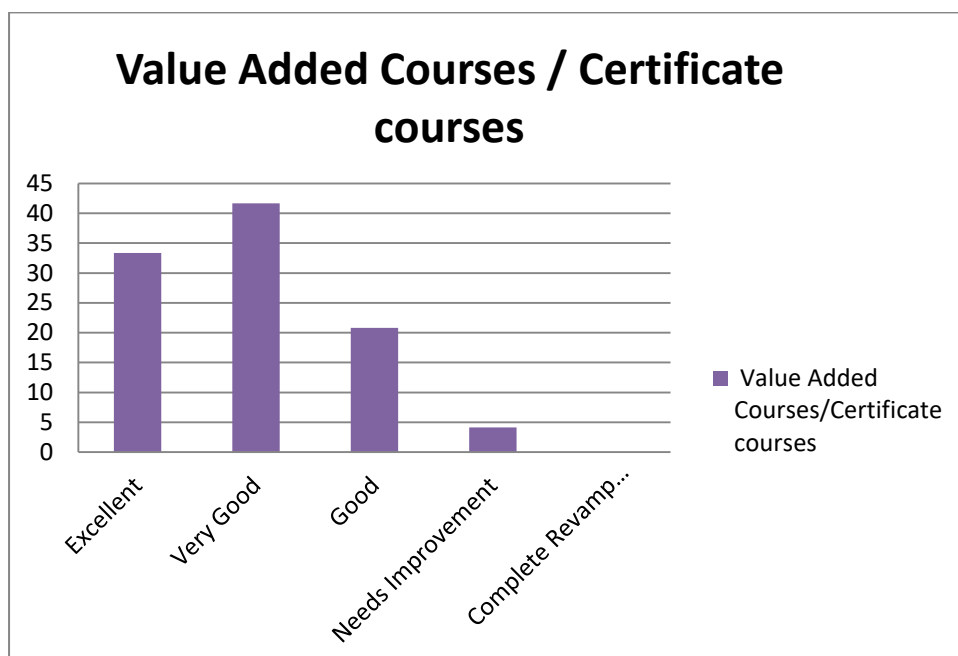 Value Added Courses / Certificate
courses
45
40
35
30
25
20
15
10
5
0
Excellent
Very Good
Good
Needs Improvement
Complete Revamp...
Value Added
Courses/Certificate
courses